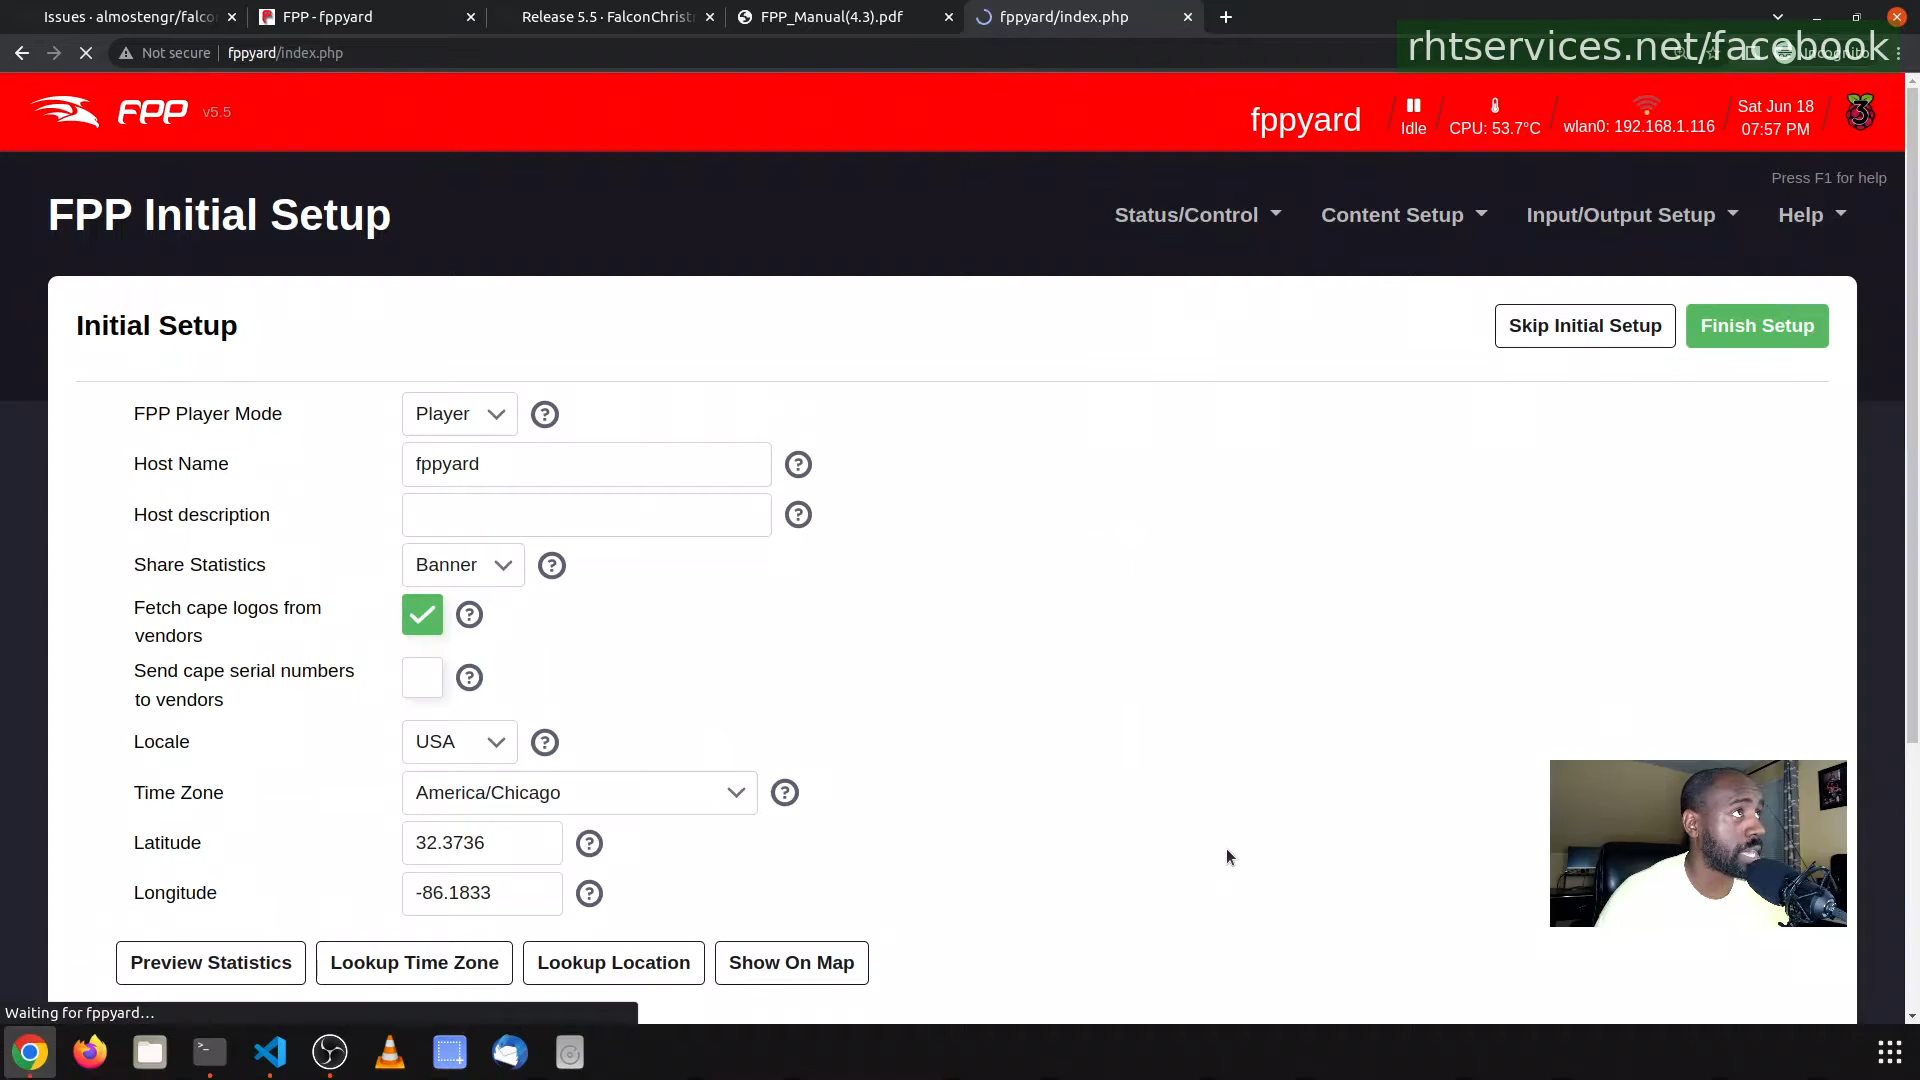 Issues · almostengr/falco
FPP - fppyard
Release 5.5 · FalconChrist
FPP_Manual(4.3).pdf
fppyard/index.php
Not secure
fppyard/index.php
Incognito
rhtservices.net/facebook
FPP
v5.5
fppyard
Idle
CPU: 53.7°C
wlan0: 192.168.1.116
Sat Jun 18
07:57 PM
3
Press F1 for help
FPP Initial Setup
Status/Control
Content Setup
Input/Output Setup
Help
Initial Setup
Skip Initial Setup
Finish Setup
FPP Player Mode
Player
Host Name
fppyard
Host description
Share Statistics
Banner
Fetch cape logos from
vendors
Send cape serial numbers
to vendors
Locale
USA
Time Zone
America/Chicago
Latitude
32.3736
Longitude
-86.1833
Preview Statistics
Lookup Time Zone
Lookup Location
Show On Map
Waiting for fppyard...